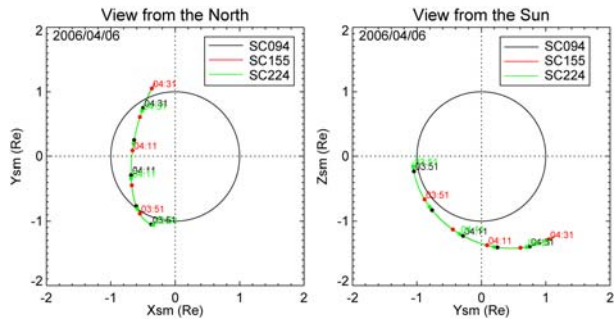 View from the North
2006/04/06
SC094
SC155
SC224
04:31
04:31
04:11
04:11
03:51
03:51
2
1
0
-1
-2
Ysm (Re)
-2 -1 0 1 2
Xsm (Re)
View from the Sun
2006/04/06
SC094
SC155
SC224
03:51
03:51
04:11
04:11
04:31
2
1
0
-1
-2
Zsm (Re)
-2 -1 0 1 2
Ysm (Re)